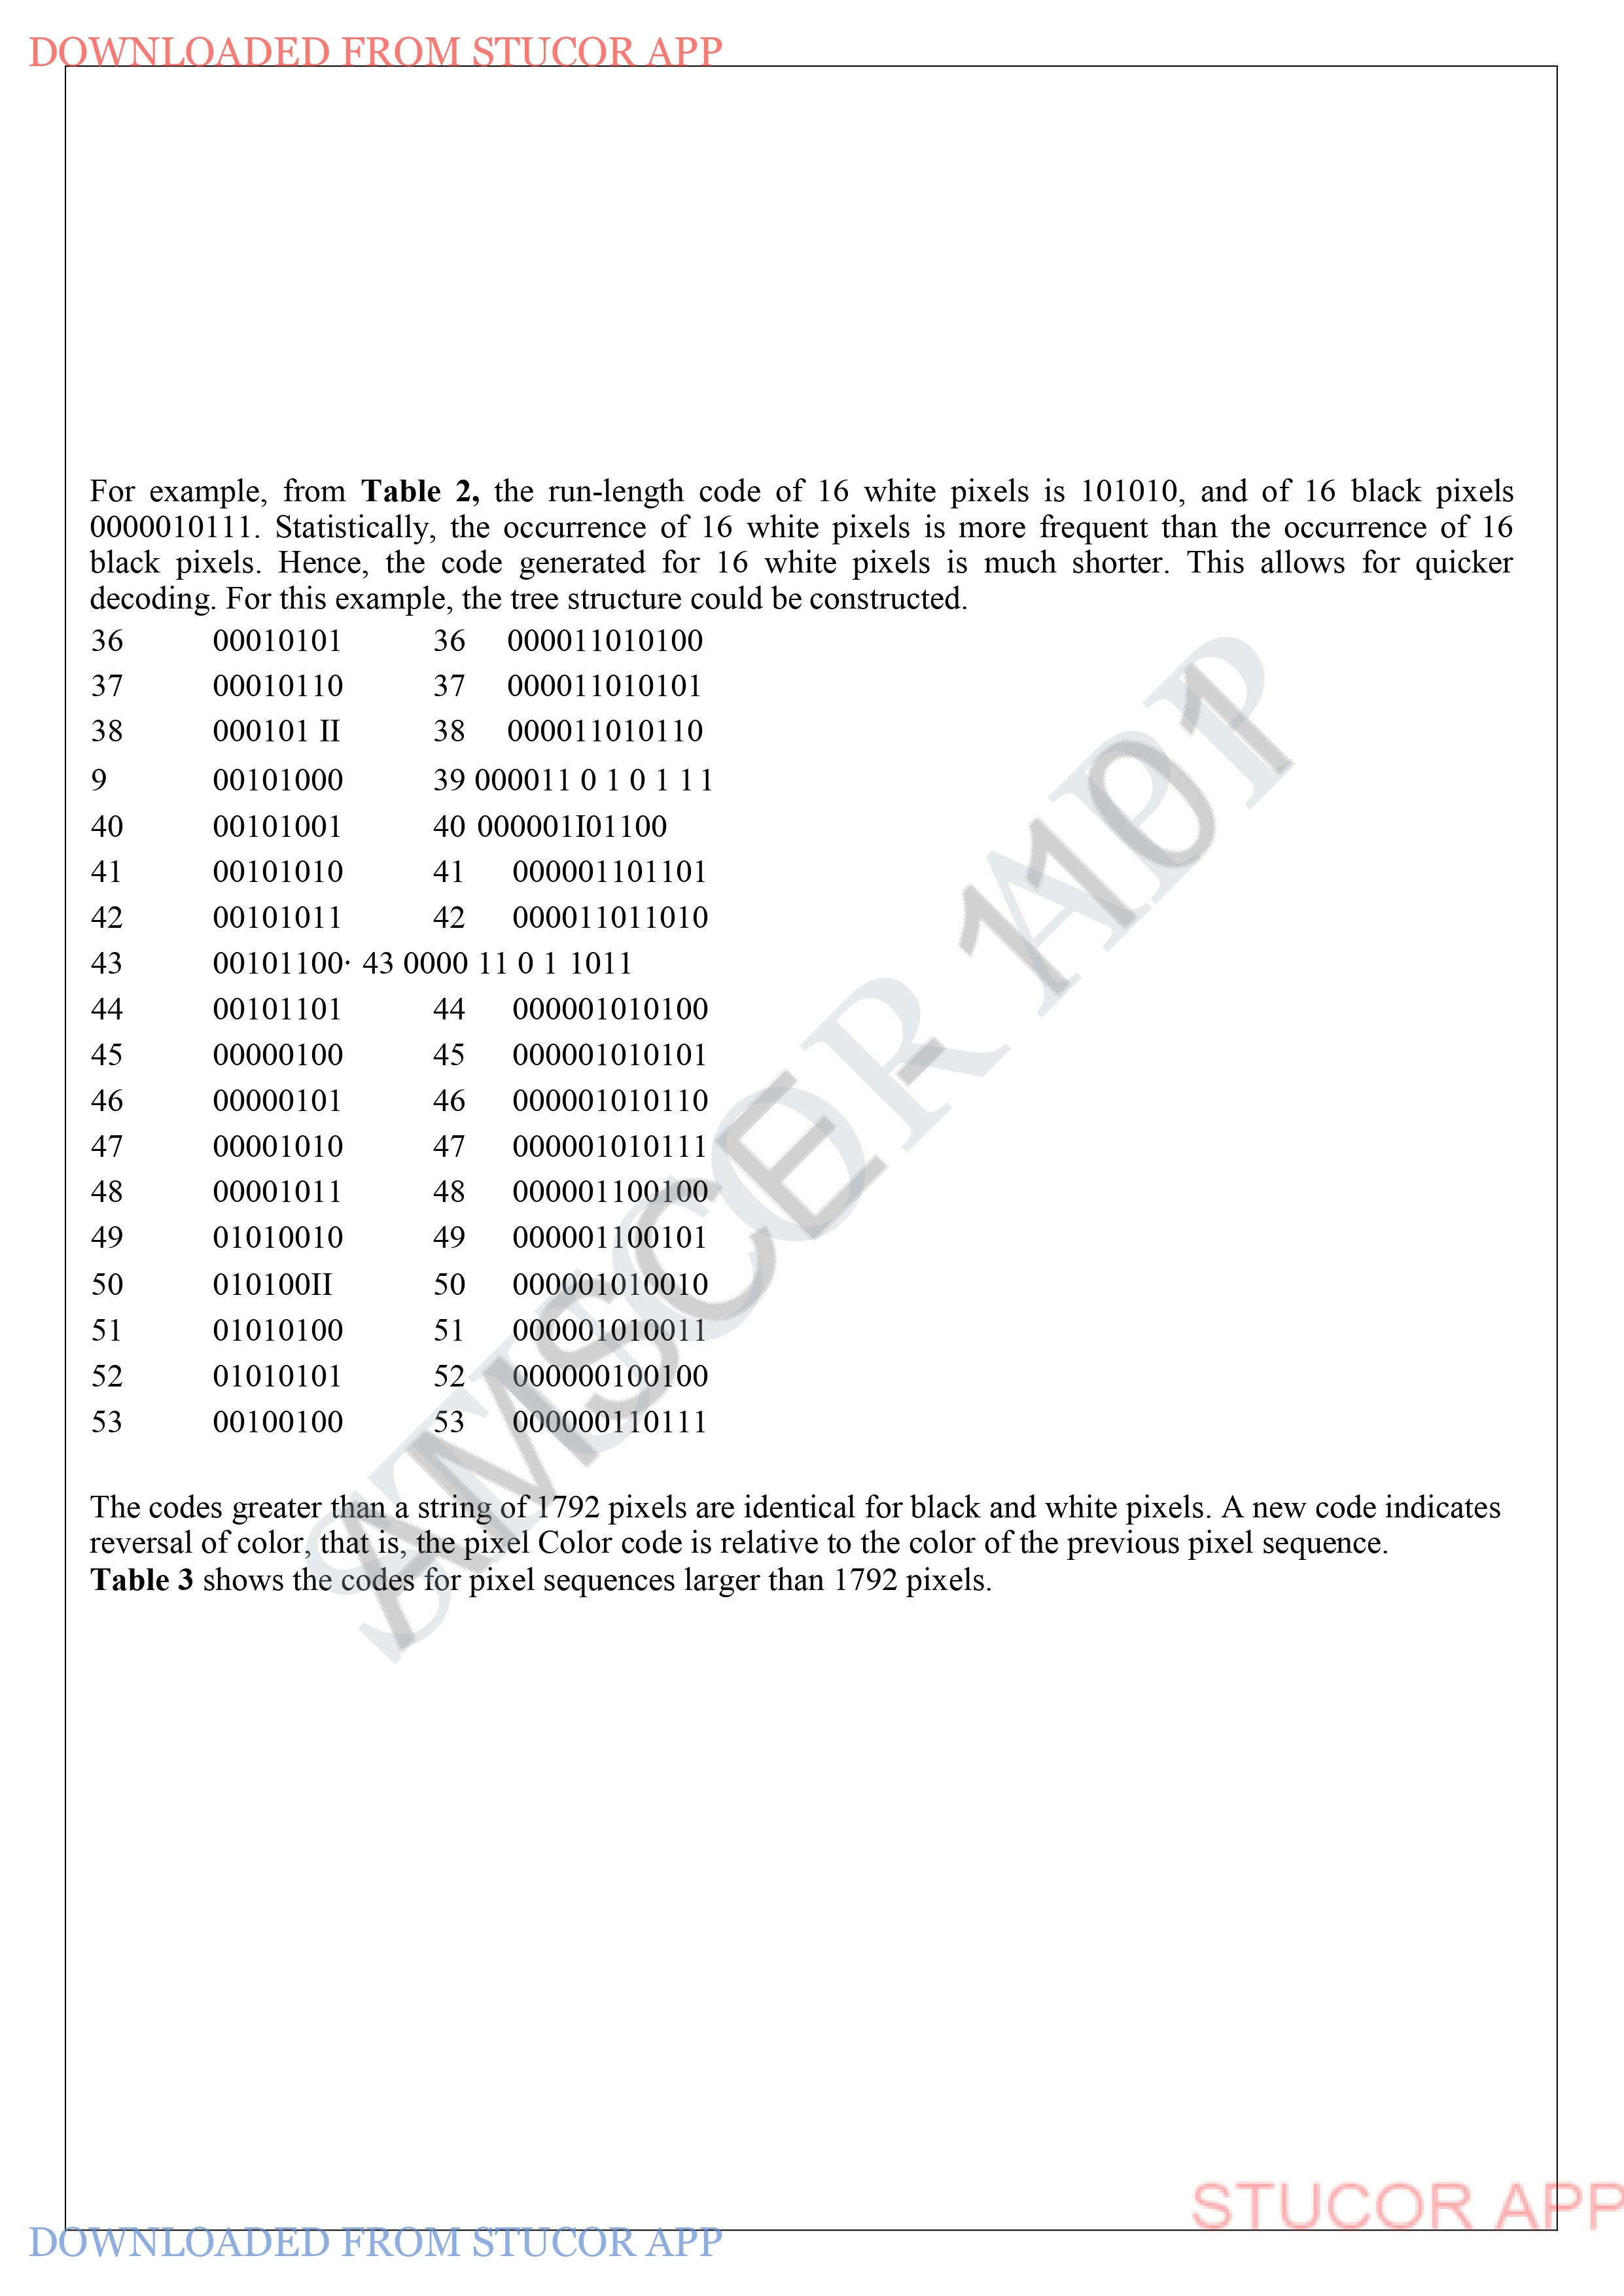 DOWNLOADED FROM STUCOR APP
For example, from Table 2, the run-length code of 16 white pixels is 101010, and of 16 black pixels
0000010111. Statistically, the occurrence of 16 white pixels is more frequent than the occurrence of 16
black pixels. Hence, the code generated for 16 white pixels is much shorter. This allows for quicker
decoding. For this example, the tree structure could be constructed.
36 00010101 36 000011010100
37 00010110 37 000011010101
38 000101 II 38 000011010110
9 00101000 39 000011 0 1 0 1 1 1
40 00101001 40 000001I01100
41 00101010 41 000001101101
42 00101011 42 000011011010
43 00101100· 43 0000 11 0 1 1011
44 00101101 44 000001010100
45 00000100 45 000001010101
46 00000101 46 000001010110
47 00001010 47 000001010111
48 00001011 48 000001100100
49 01010010 49 000001100101
50 010100II 50 000001010010
51 01010100 51 000001010011
52 01010101 52 000000100100
53 00100100 53 000000110111
The codes greater than a string of 1792 pixels are identical for black and white pixels. A new code indicates
reversal of color, that is, the pixel Color code is relative to the color of the previous pixel sequence.
Table 3 shows the codes for pixel sequences larger than 1792 pixels.
STUCOR APP
AMSCE- 1101
STUCOR APP
DOWNLOADED FROM STUCOR APP